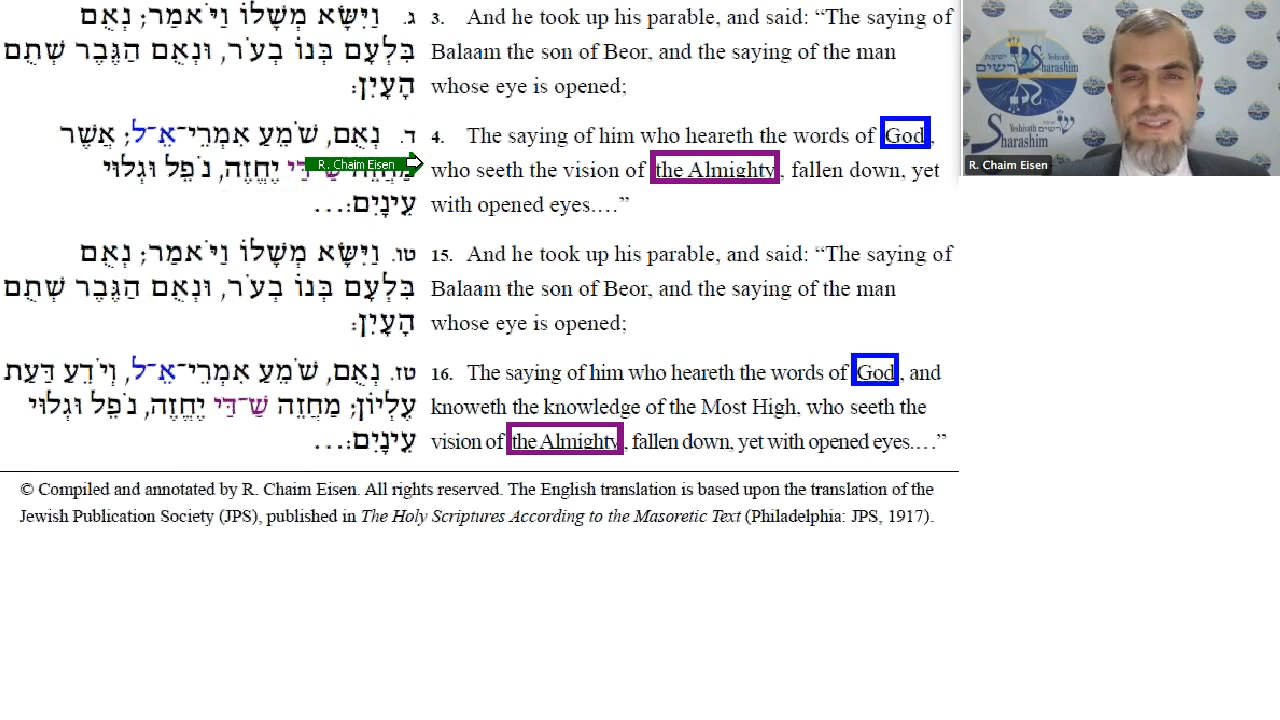 ג. וַיִּשָּׂא מְשָׁלוֹ וַיֹּאמַר; נְאֻם
בִּלְעָם בְּנוֹ בְעֹר, וּנְאֻם הַגֶּבֶר שְׁתֻם
הָעָיִן:
ד. נְאֻם, שֹׁמֵעַ אִמְרֵי־אֵ־ל; אֲשֶׁר
יֶחֱזֶה, נֹפֵל וּגְלוּי
עֵינָיִם:...
טו. וַיִּשָּׂא מְשָׁלוֹ וַיֹּאמַר; נְאֻם
בִּלְעָם בְּנוֹ בְעֹר, וּנְאֻם הַגֶּבֶר שְׁתֻם
הָעָיִן:
טז. נְאֻם, שֹׁמֵעַ אִמְרֵי־אֵ־ל, וְיֹדֵעַ דַּעַת
עֶלְיוֹן; מַחֲזֵה שַׁ־דַּי יֶחֱזֶה, נֹפֵל וּגְלוּי
עֵינָיִם:...
3. And he took up his parable, and said: “The saying of
Balaam the son of Beor, and the saying of the man
whose eye is opened;
4. The saying of him who heareth the words of God,
who seeth the vision of the Almighty, fallen down, yet
with opened eyes….”
15. And he took up his parable, and said: “The saying of
Balaam the son of Beor, and the saying of the man
whose eye is opened;
16. The saying of him who heareth the words of God, and
knoweth the knowledge of the Most High, who seeth the
vision of the Almighty, fallen down, yet with opened eyes….”
R. Chaim Eisen
© Compiled and annotated by R. Chaim Eisen. All rights reserved. The English translation is based upon the translation of the
Jewish Publication Society (JPS), published in The Holy Scriptures According to the Masoretic Text (Philadelphia: JPS, 1917).
ישיבת
שרשים
Sharashim
Yeshivath
Sharashim
R. Chaim Eisen